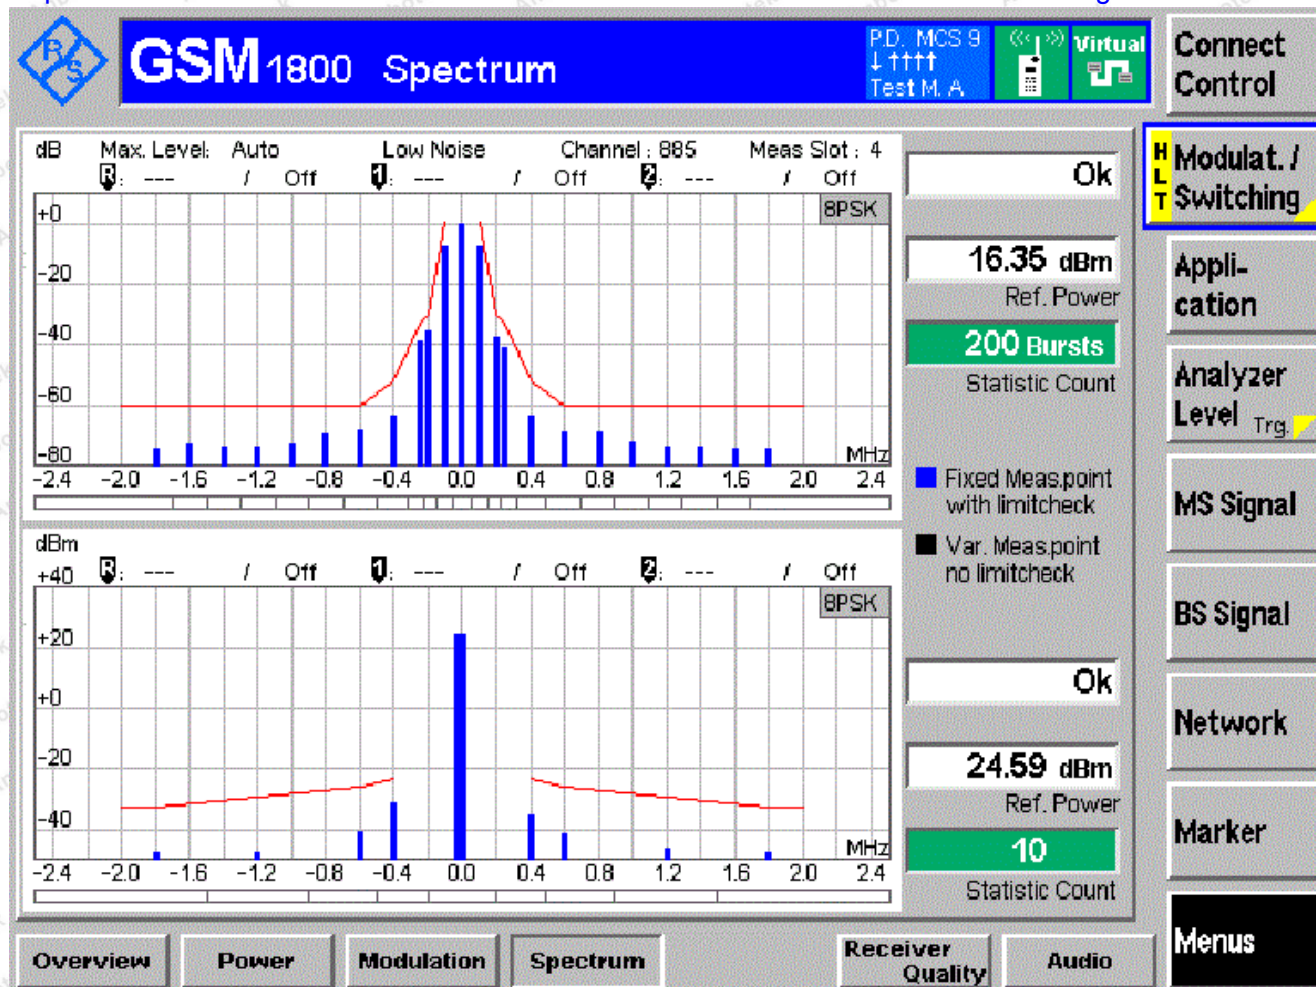 R/S
GSM 1800 Spectrum
P.D. MCS 9
↓ ↑↑↑↑
Test M. A
Virtual
Connect Control
dB Max. Level: Auto Low Noise Channel : 885 Meas Slot : 4
R: --- / Off 1: --- / Off 2: --- / Off
8PSK
+0
-20
-40
-60
-80
MHz
-2.4 -2.0 -1.6 -1.2 -0.8 -0.4 0.0 0.4 0.8 1.2 1.6 2.0 2.4
Ok
16.35 dBm
Ref. Power
200 Bursts
Statistic Count
Fixed Meas.point
with limitcheck
Var. Meas.point
no limitcheck
dBm
R: --- / Off 1: --- / Off 2: --- / Off
8PSK
+40
+20
+0
-20
-40
MHz
-2.4 -2.0 -1.6 -1.2 -0.8 -0.4 0.0 0.4 0.8 1.2 1.6 2.0 2.4
Ok
24.59 dBm
Ref. Power
10
Statistic Count
HLT
Modulat. /
Switching
Appli-
cation
Analyzer
Level Trg.
MS Signal
BS Signal
Network
Marker
Menus
Overview Power Modulation Spectrum Receiver Quality Audio